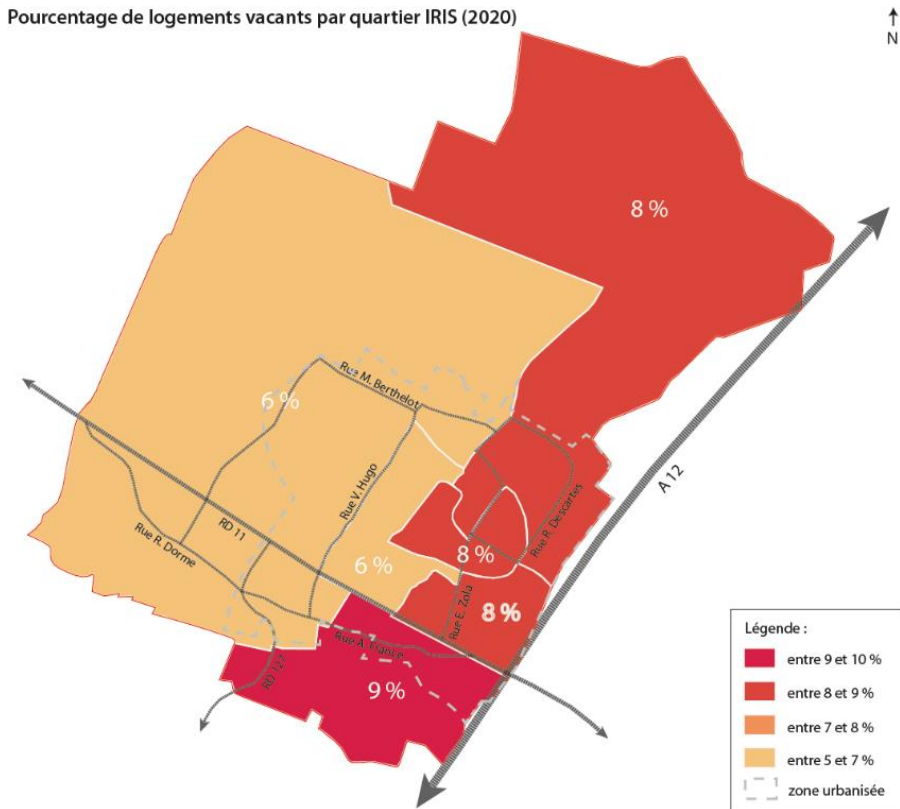 Pourcentage de logements vacants par quartier IRIS (2020)
N
8 %
Rue M. Berthelot
6 %
A 12
Rue V. Hugo
Rue R. Descartes
RD 11
Rue R. Dorme
8 %
6 %
8 %
Rue E. Zola
Rue A. France
RD 127
9 %
Légende :
entre 9 et 10 %
entre 8 et 9 %
entre 7 et 8 %
entre 5 et 7 %
zone urbanisée